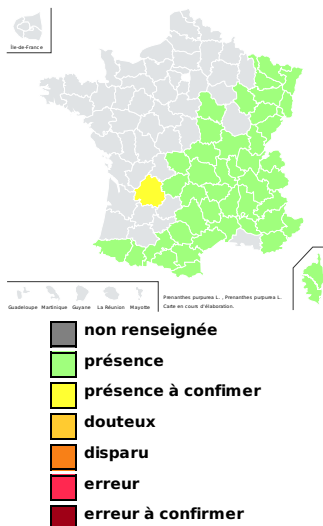 Île-de-France
Guadeloupe Martinique Guyane La Réunion Mayotte
Prenanthes purpurea L. , Prenanthes purpurea L.
Carte en cours d'élaboration.
non renseignée
présence
présence à confimer
douteux
disparu
erreur
erreur à confirmer